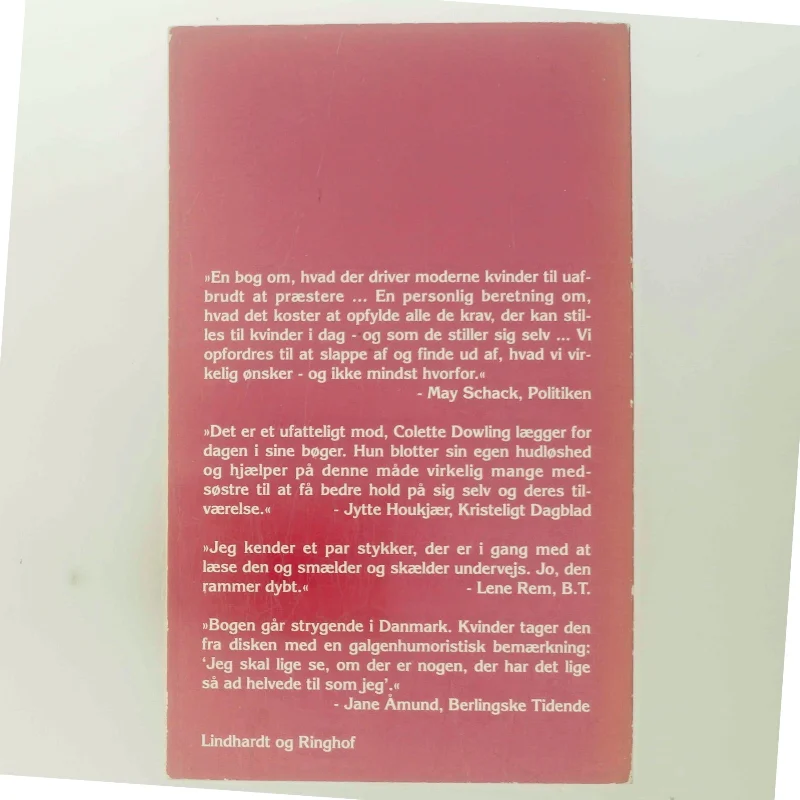 »En bog om, hvad der driver moderne kvinder til uaf-
brudt at præstere ... En personlig beretning om,
hvad det koster at opfylde alle de krav, der kan stil-
les til kvinder i dag - og som de stiller sig selv ... Vi
opfordres til at slappe af og finde ud af, hvad vi vir-
kelig ønsker - og ikke mindst hvorfor.«
- May Schack, Politiken
»Det er et ufatteligt mod, Colette Dowling lægger for
dagen i sine bøger. Hun blotter sin egen hudløshed
og hjælper på denne måde virkelig mange med-
søstre til at få bedre hold på sig selv og deres til-
værelse.« - Jytte Houkjær, Kristeligt Dagblad
»Jeg kender et par stykker, der er i gang med at
læse den og smælder og skælder undervejs. Jo, den
rammer dybt.« - Lene Rem, B.T.
»Bogen går strygende i Danmark. Kvinder tager den
fra disken med en galgenhumoristisk bemærkning:
'Jeg skal lige se, om der er nogen, der har det lige
så ad helvede til som jeg'.«
- Jane Åmund, Berlingske Tidende
Lindhardt og Ringhof